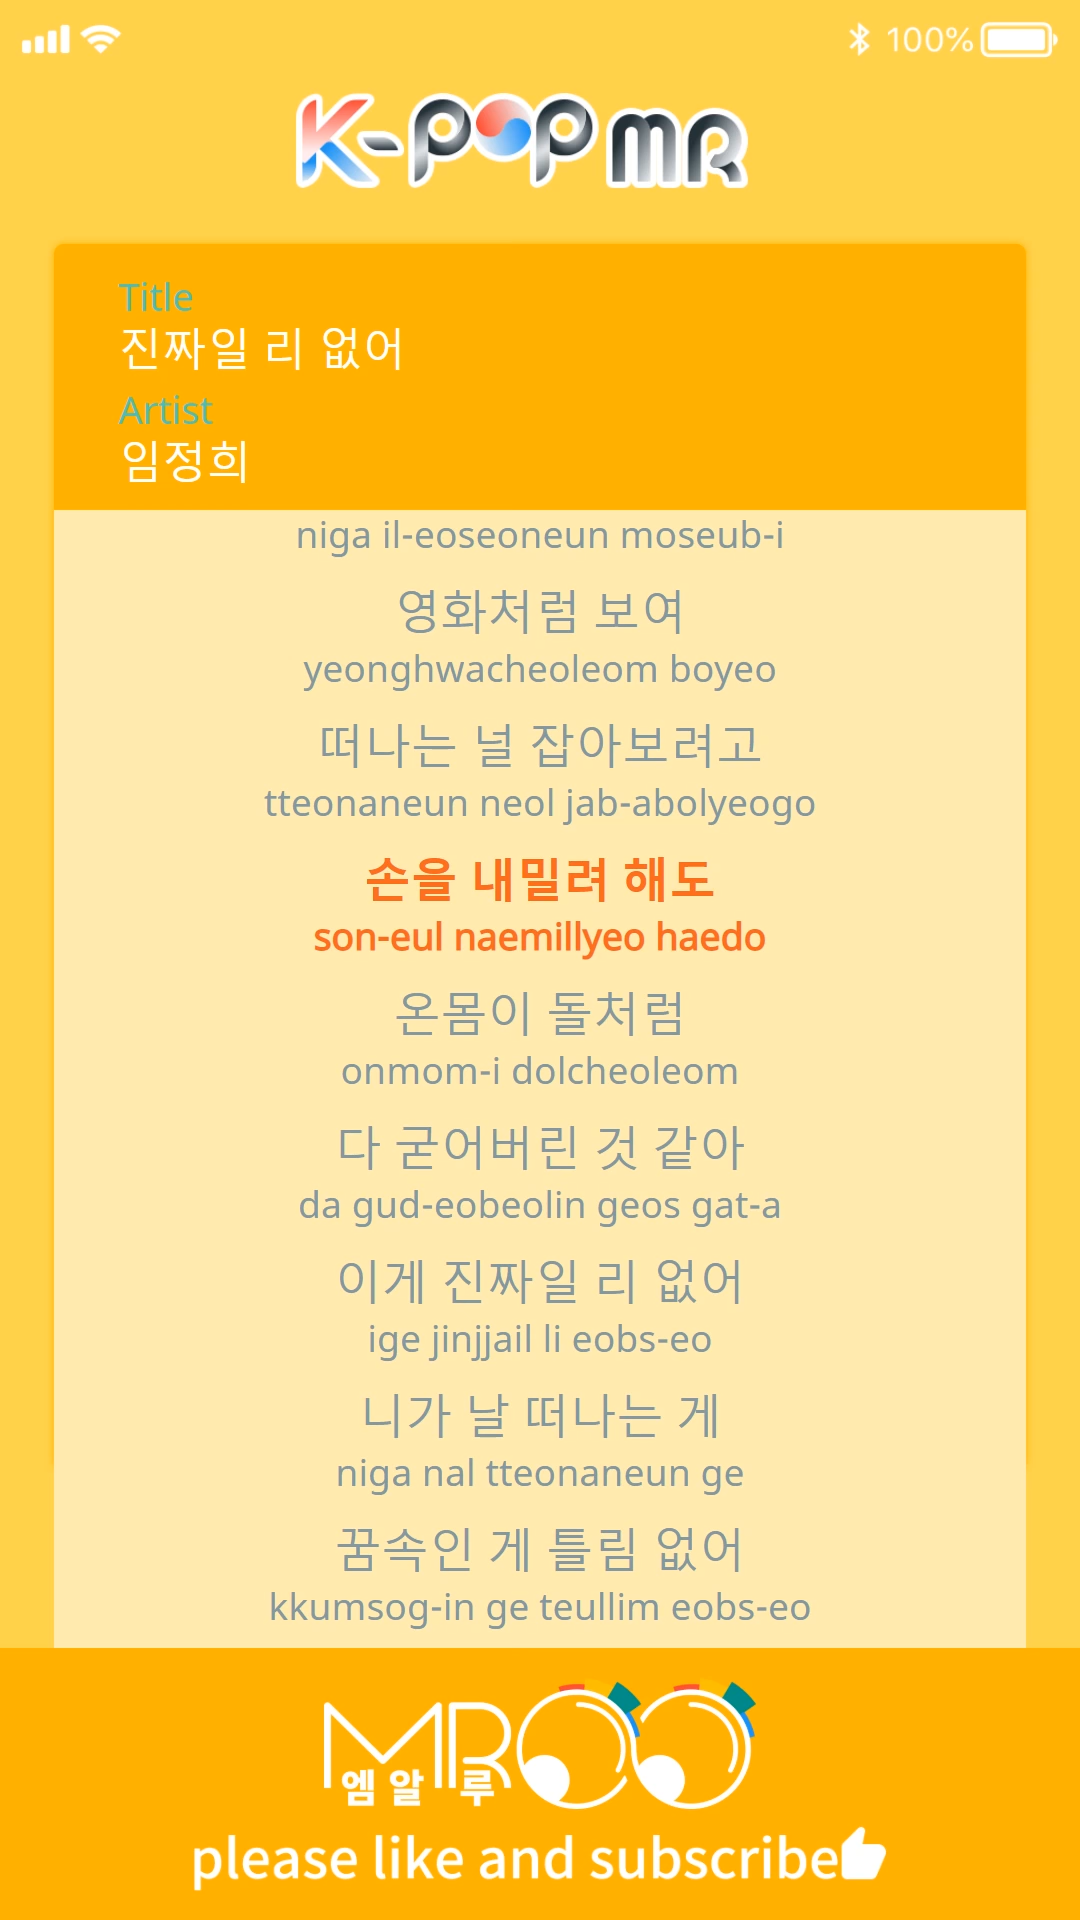 100%
K-POP MR
Title
진짜일 리 없어
Artist
임정희
niga il-eoseoneun moseub-i
영화처럼 보여
yeonghwacheoleom boyeo
떠나는 널 잡아보려고
tteonaneun neol jab-abolyeogo
손을 내밀려 해도
son-eul naemillyeo haedo
온몸이 돌처럼
onmom-i dolcheoleom
다 굳어버린 것 같아
da gud-eobeolin geos gat-a
이게 진짜일 리 없어
ige jinjjail li eobs-eo
니가 날 떠나는 게
niga nal tteonaneun ge
꿈속인 게 틀림 없어
kkumsog-in ge teullim eobs-eo
MROO
엠 알 루
please like and subscribe